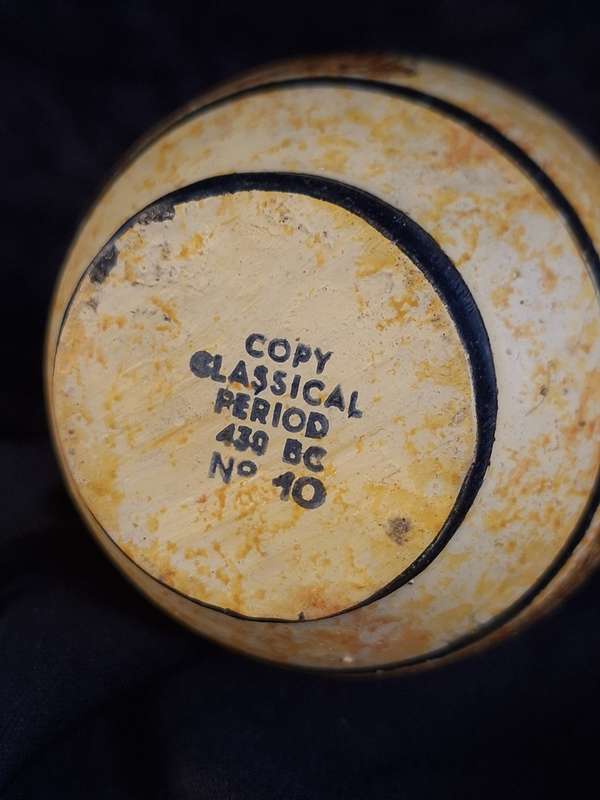 COPY
CLASSICAL
PERIOD
430 BC
Nº 10